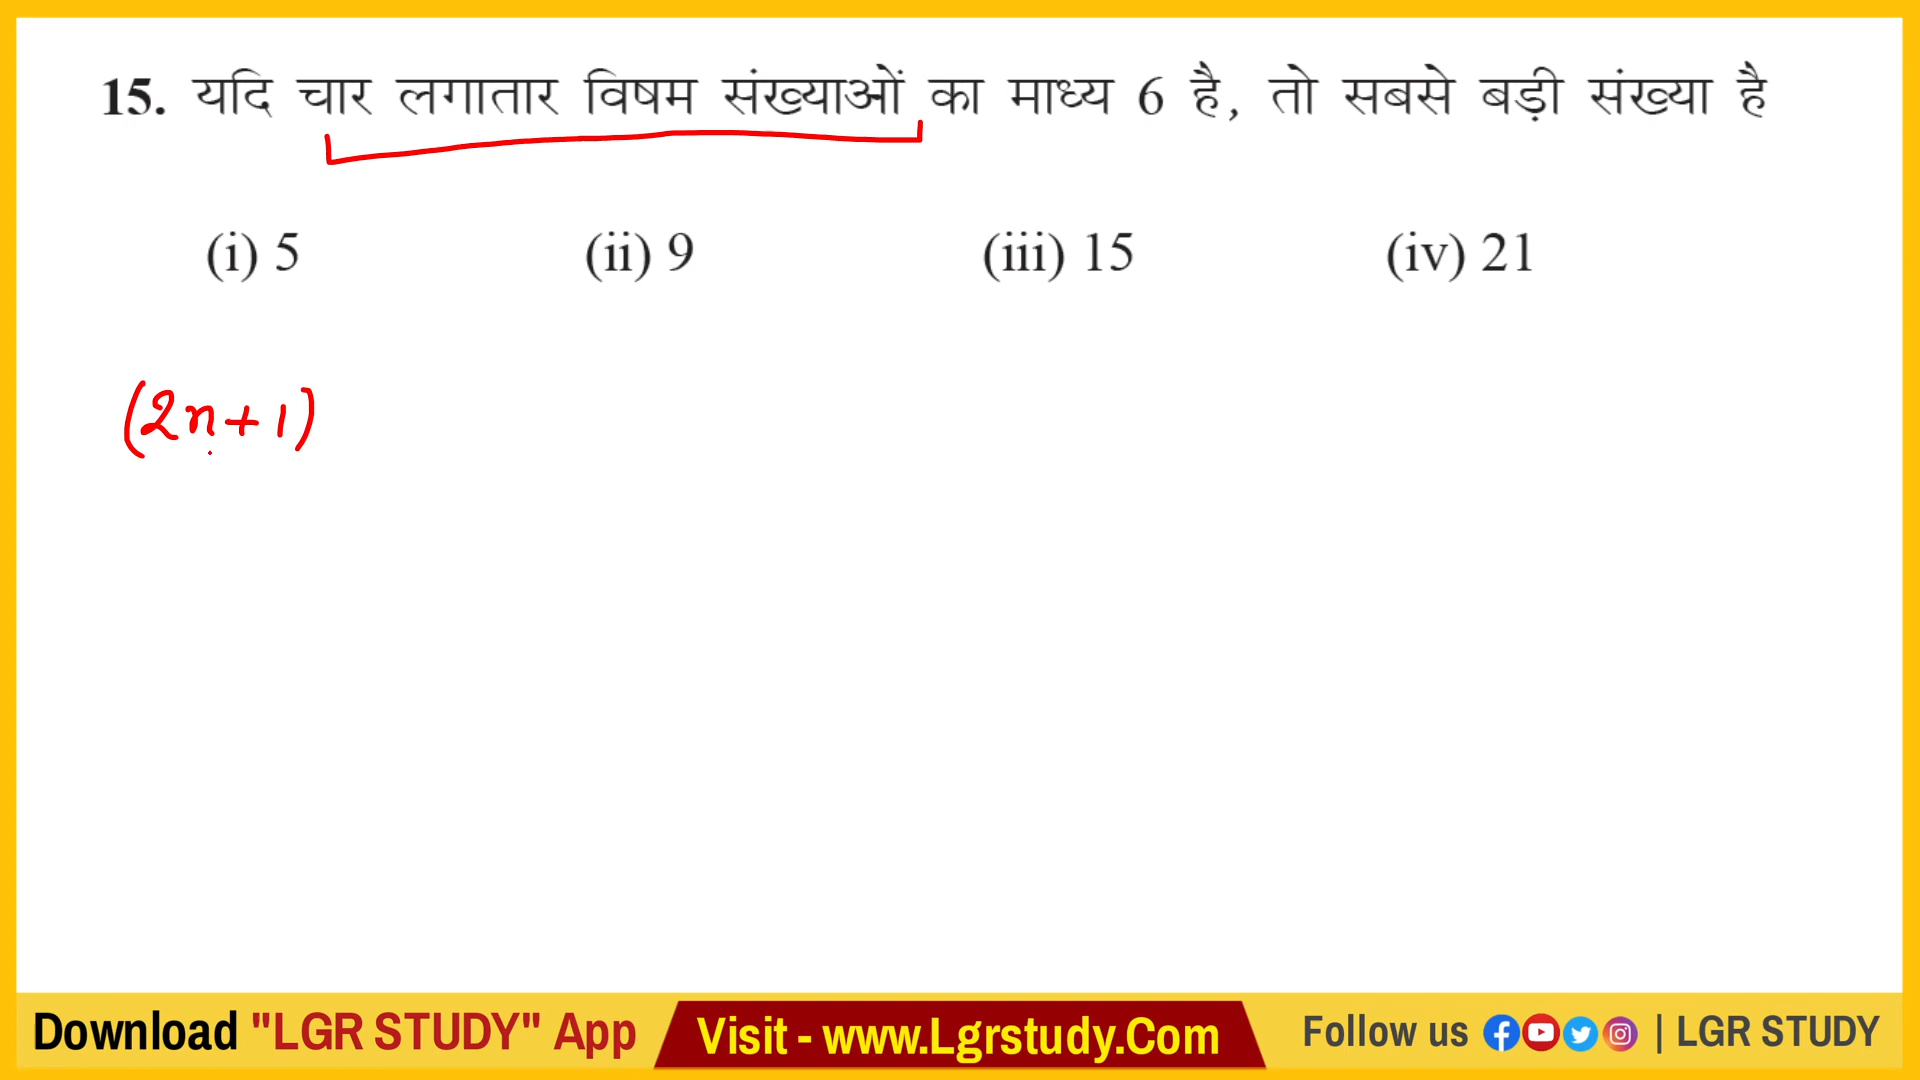 15. यदि चार लगातार विषम संख्याओं का माध्य 6 है, तो सबसे बड़ी संख्या है
(i) 5 (ii) 9 (iii) 15 (iv) 21
(2n+1)
Download "LGR STUDY" App Visit - www.Lgrstudy.Com Follow us | LGR STUDY